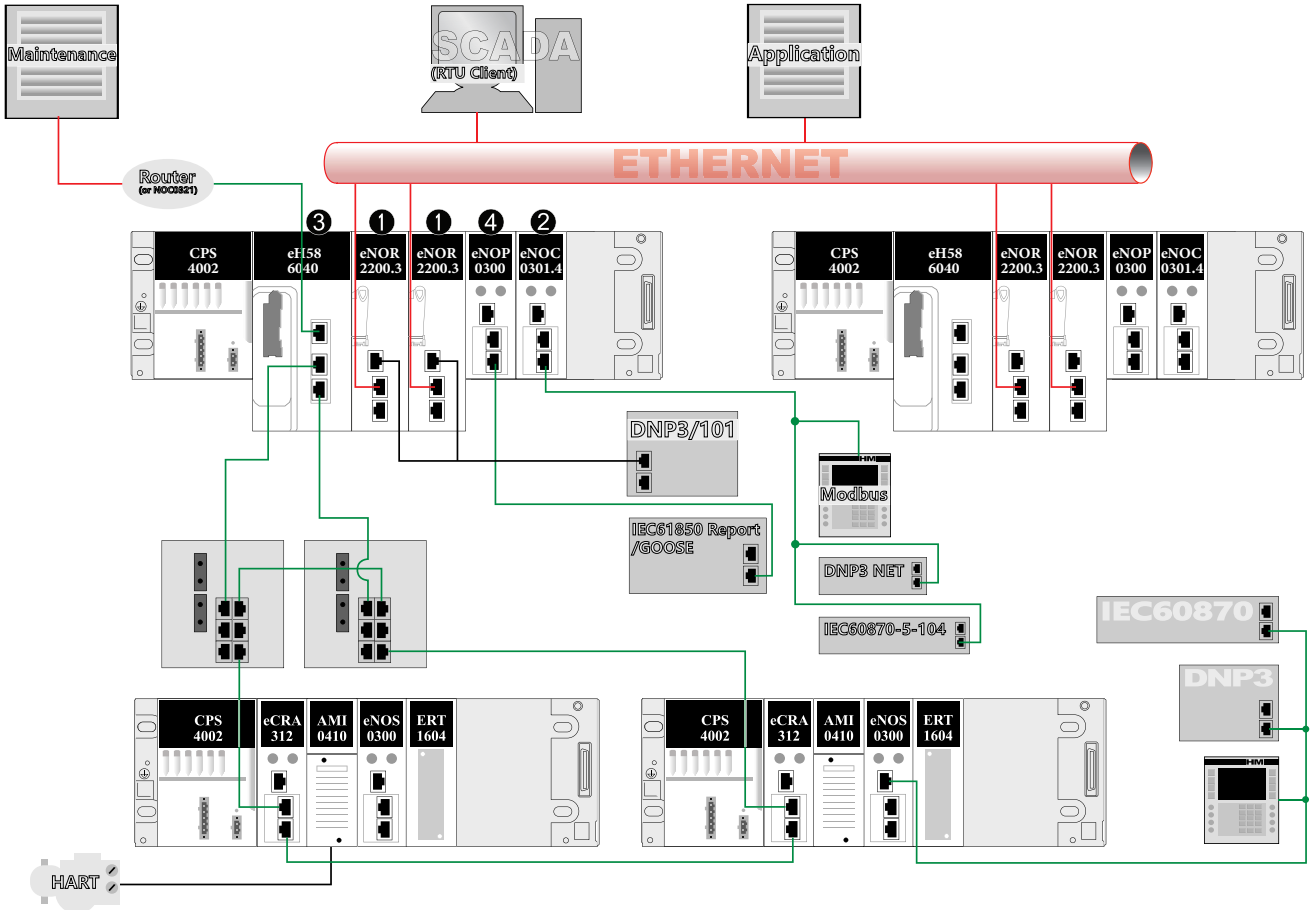 Maintenance
SCADA
(RTU Client)
Application
ETHERNET
Router
(or NOC0321)
3
1
1
4
2
CPS
4002
eH58
6040
eNOR
2200.3
eNOR
2200.3
eNOP
0300
eNOC
0301.4
CPS
4002
eH58
6040
eNOR
2200.3
eNOR
2200.3
eNOP
0300
eNOC
0301.4
DNP3/101
HM
Modbus
IEC61850 Report
/GOOSE
DNP3 NET
IEC60870-5-104
IEC60870
DNP3
HM
CPS
4002
eCRA
312
AMI
0410
eNOS
0300
ERT
1604
CPS
4002
eCRA
312
AMI
0410
eNOS
0300
ERT
1604
HART